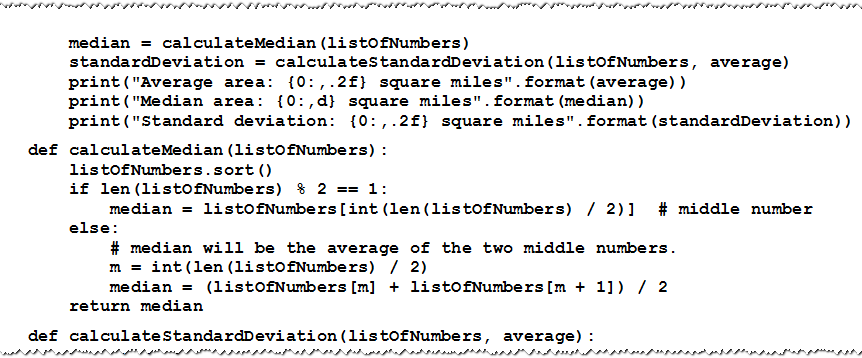 median = calculateMedian(listOfNumbers)
standardDeviation = calculateStandardDeviation(listOfNumbers, average)
print("Average area: {0:,.2f} square miles".format(average))
print("Median area: {0:,d} square miles".format(median))
print("Standard deviation: {0:,.2f} square miles".format(standardDeviation))
def calculateMedian(listOfNumbers):
listOfNumbers.sort()
if len(listOfNumbers) % 2 == 1:
median = listOfNumbers[int(len(listOfNumbers) / 2)]  # middle number
else:
# median will be the average of the two middle numbers.
m = int(len(listOfNumbers) / 2)
median = (listOfNumbers[m] + listOfNumbers[m + 1]) / 2
return median
def calculateStandardDeviation(listOfNumbers, average):